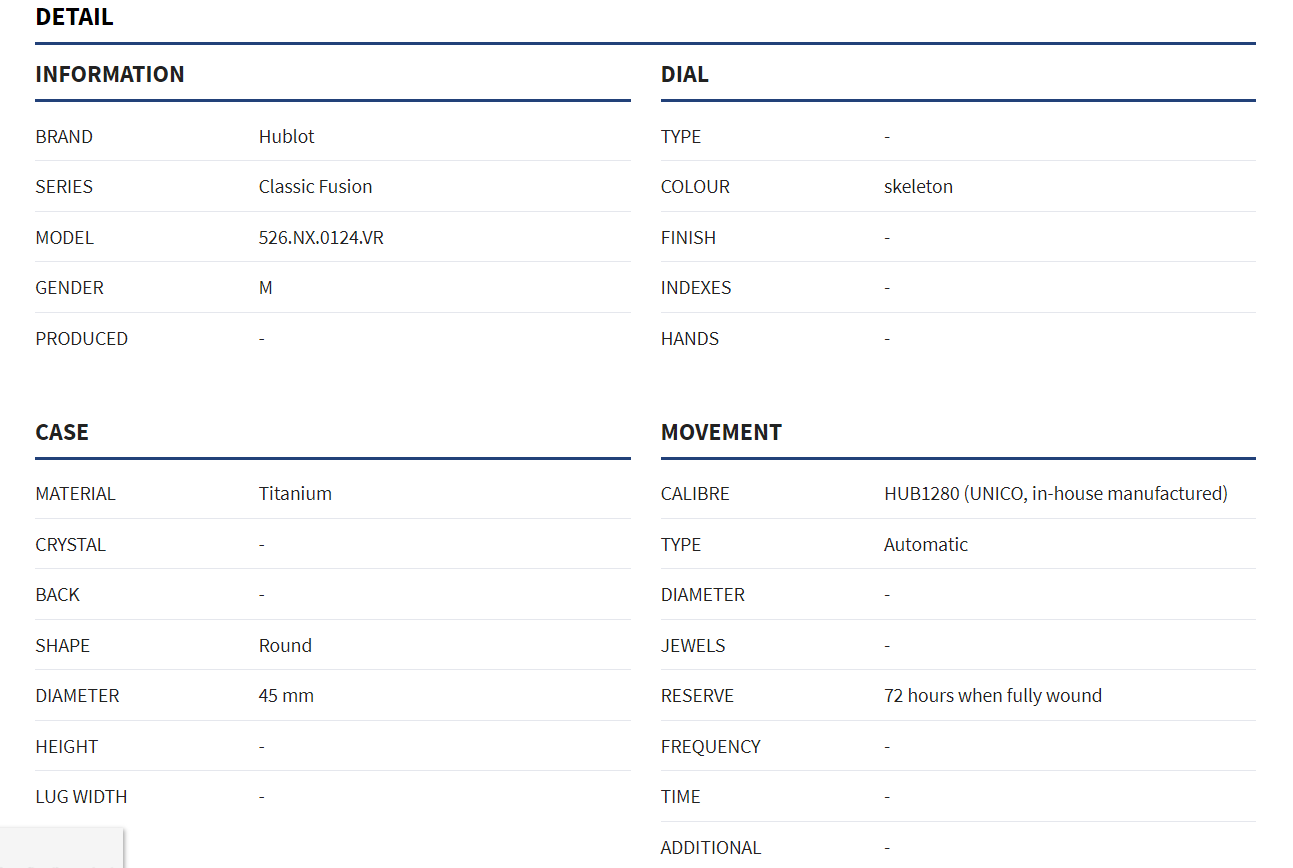 DETAIL
INFORMATION
BRAND Hublot
SERIES Classic Fusion
MODEL 526.NX.0124.VR
GENDER M
PRODUCED -
DIAL
TYPE -
COLOUR skeleton
FINISH -
INDEXES -
HANDS -
CASE
MATERIAL Titanium
CRYSTAL -
BACK -
SHAPE Round
DIAMETER 45 mm
HEIGHT -
LUG WIDTH -
MOVEMENT
CALIBRE HUB1280 (UNICO, in-house manufactured)
TYPE Automatic
DIAMETER -
JEWELS -
RESERVE 72 hours when fully wound
FREQUENCY -
TIME -
ADDITIONAL -